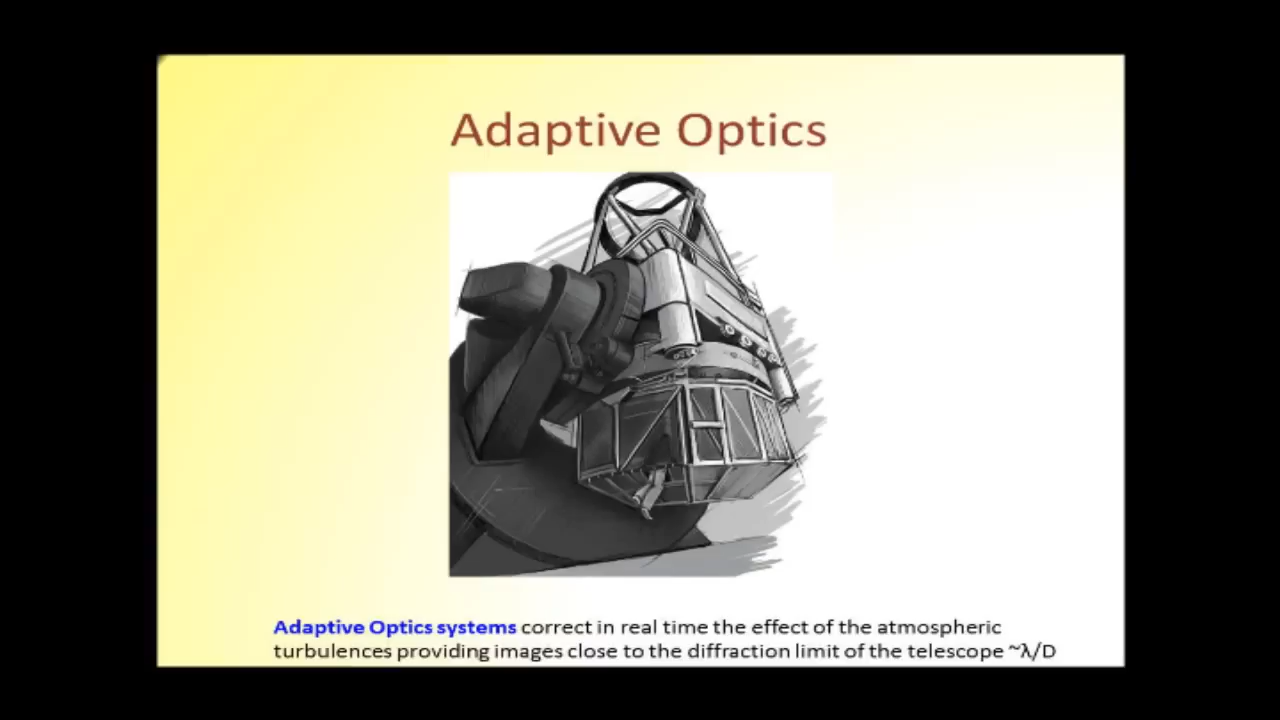 Adaptive Optics
Adaptive Optics systems correct in real time the effect of the atmospheric
turbulences providing images close to the diffraction limit of the telescope ~λ/D